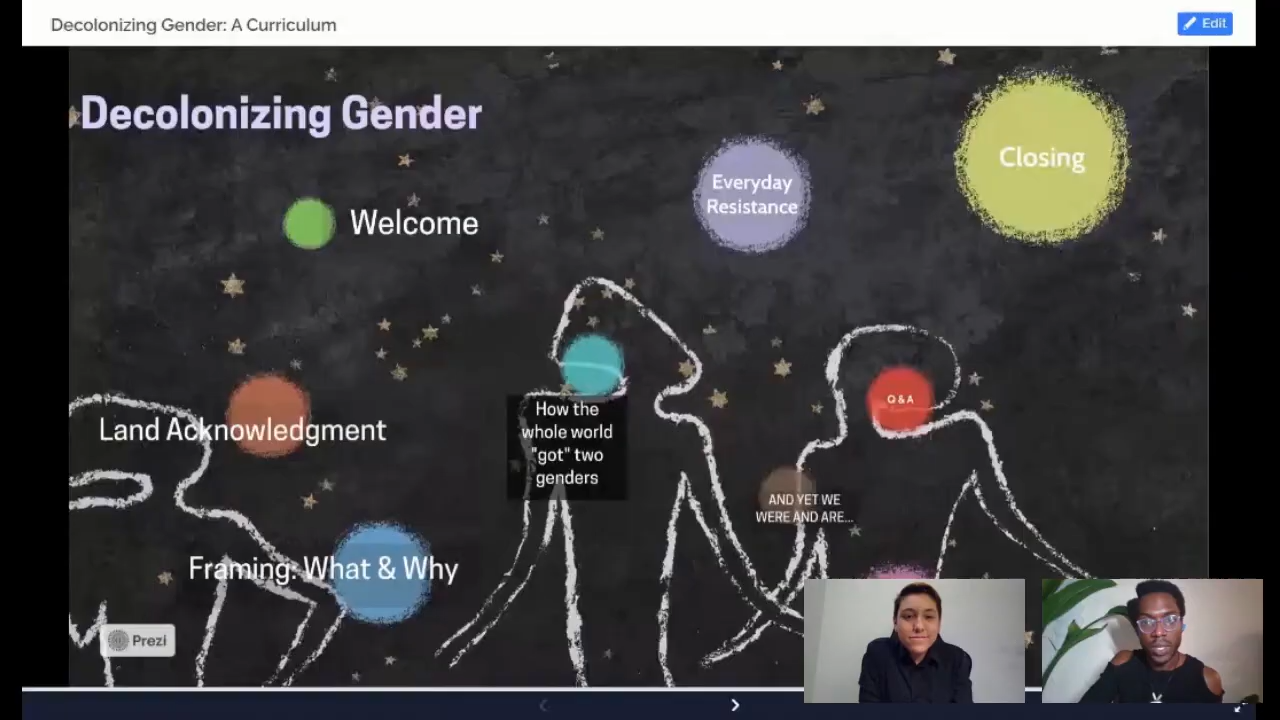 Decolonizing Gender: A Curriculum
Edit
Decolonizing Gender
Closing
Everyday
Resistance
Welcome
Q & A
How the
whole world
"got" two
genders
Land Acknowledgment
AND YET WE
WERE AND ARE...
Framing: What & Why
Prezi